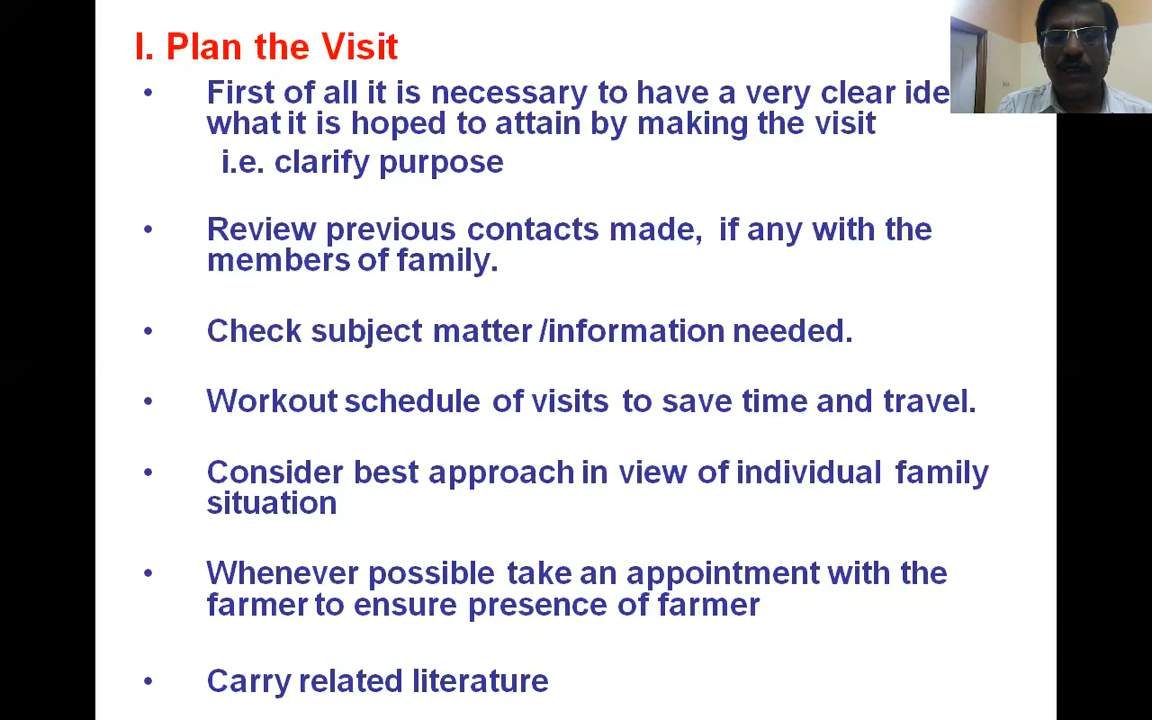 I. Plan the Visit
• First of all it is necessary to have a very clear
what it is hoped to attain by making the visit
i.e. clarify purpose
• Review previous contacts made, if any with the
members of family.
• Check subject matter /information needed.
• Workout schedule of visits to save time and travel.
• Consider best approach in view of individual family
situation
• Whenever possible take an appointment with the
farmer to ensure presence of farmer
• Carry related literature